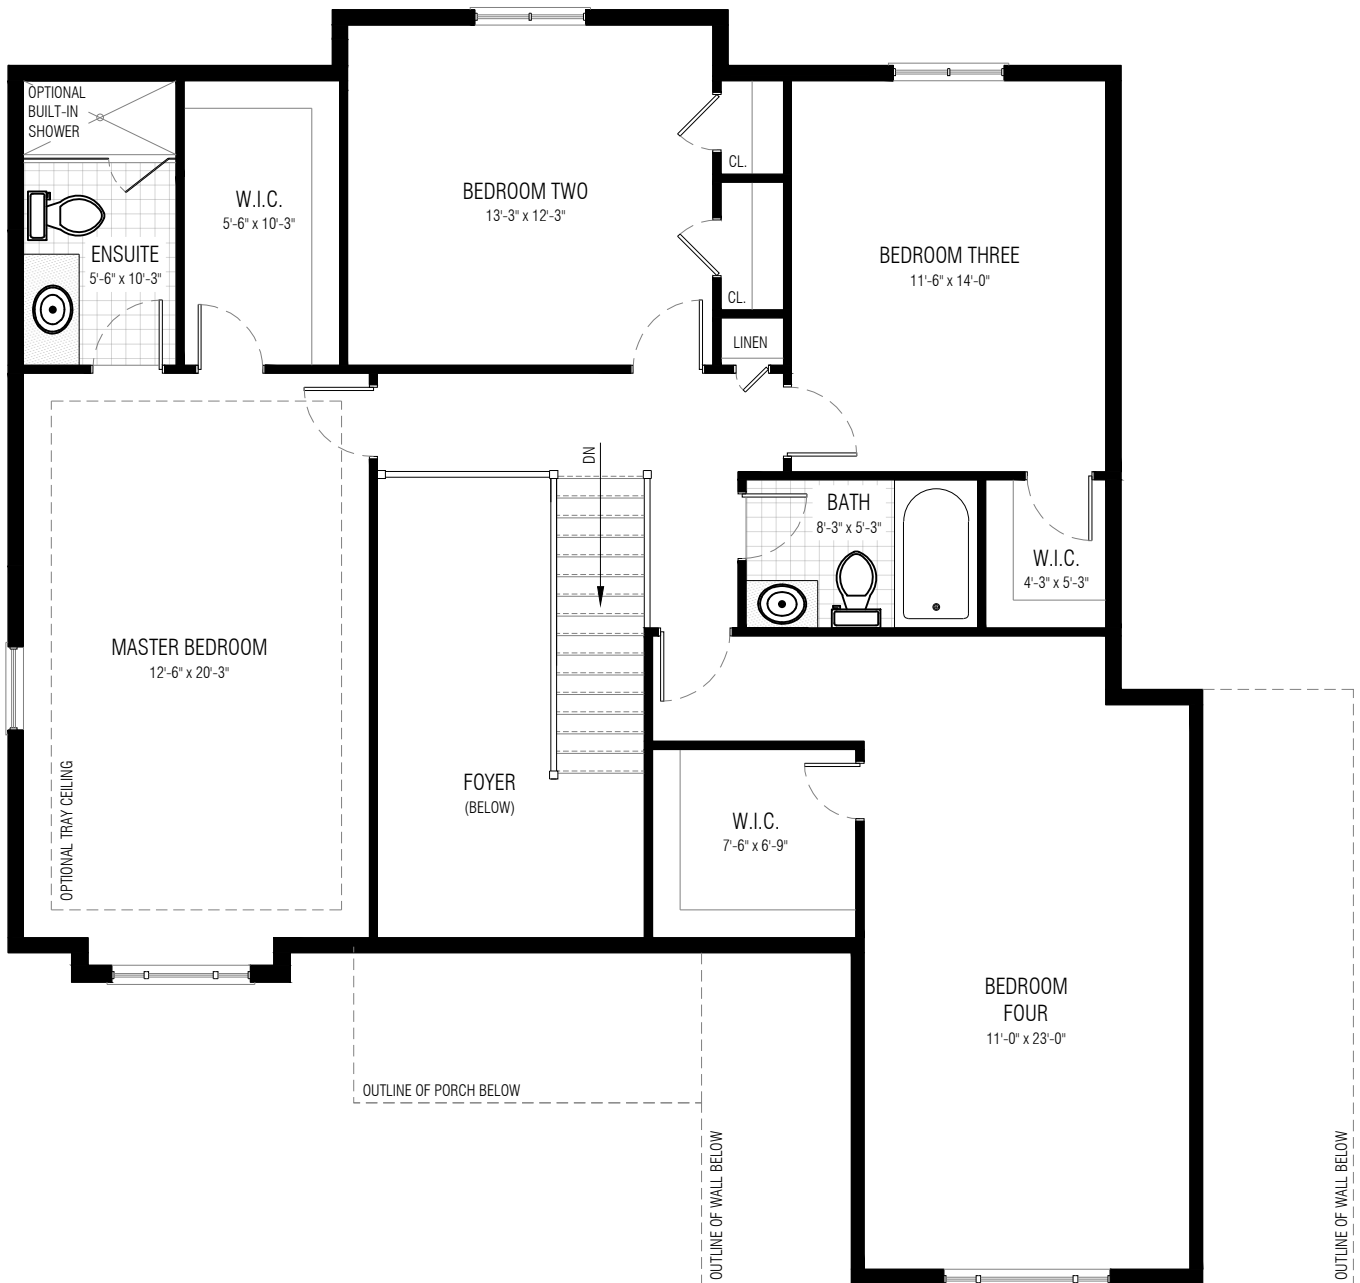 OPTIONAL
BUILT-IN
SHOWER
ENSUITE
5'-6" x 10'-3"
W.I.C.
5'-6" x 10'-3"
BEDROOM TWO
13'-3" x 12'-3"
CL.
CL.
LINEN
BEDROOM THREE
11'-6" x 14'-0"
DN
BATH
8'-3" x 5'-3"
W.I.C.
4'-3" x 5'-3"
MASTER BEDROOM
12'-6" x 20'-3"
OPTIONAL TRAY CEILING
FOYER
(BELOW)
W.I.C.
7'-6" x 6'-9"
BEDROOM
FOUR
11'-0" x 23'-0"
OUTLINE OF PORCH BELOW
OUTLINE OF WALL BELOW
OUTLINE OF WALL BELOW